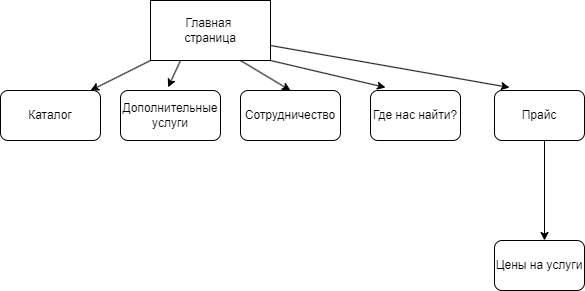 Главная
страница
Каталог
Дополнительные
услуги
Сотрудничество
Где нас найти?
Прайс
Цены на услуги